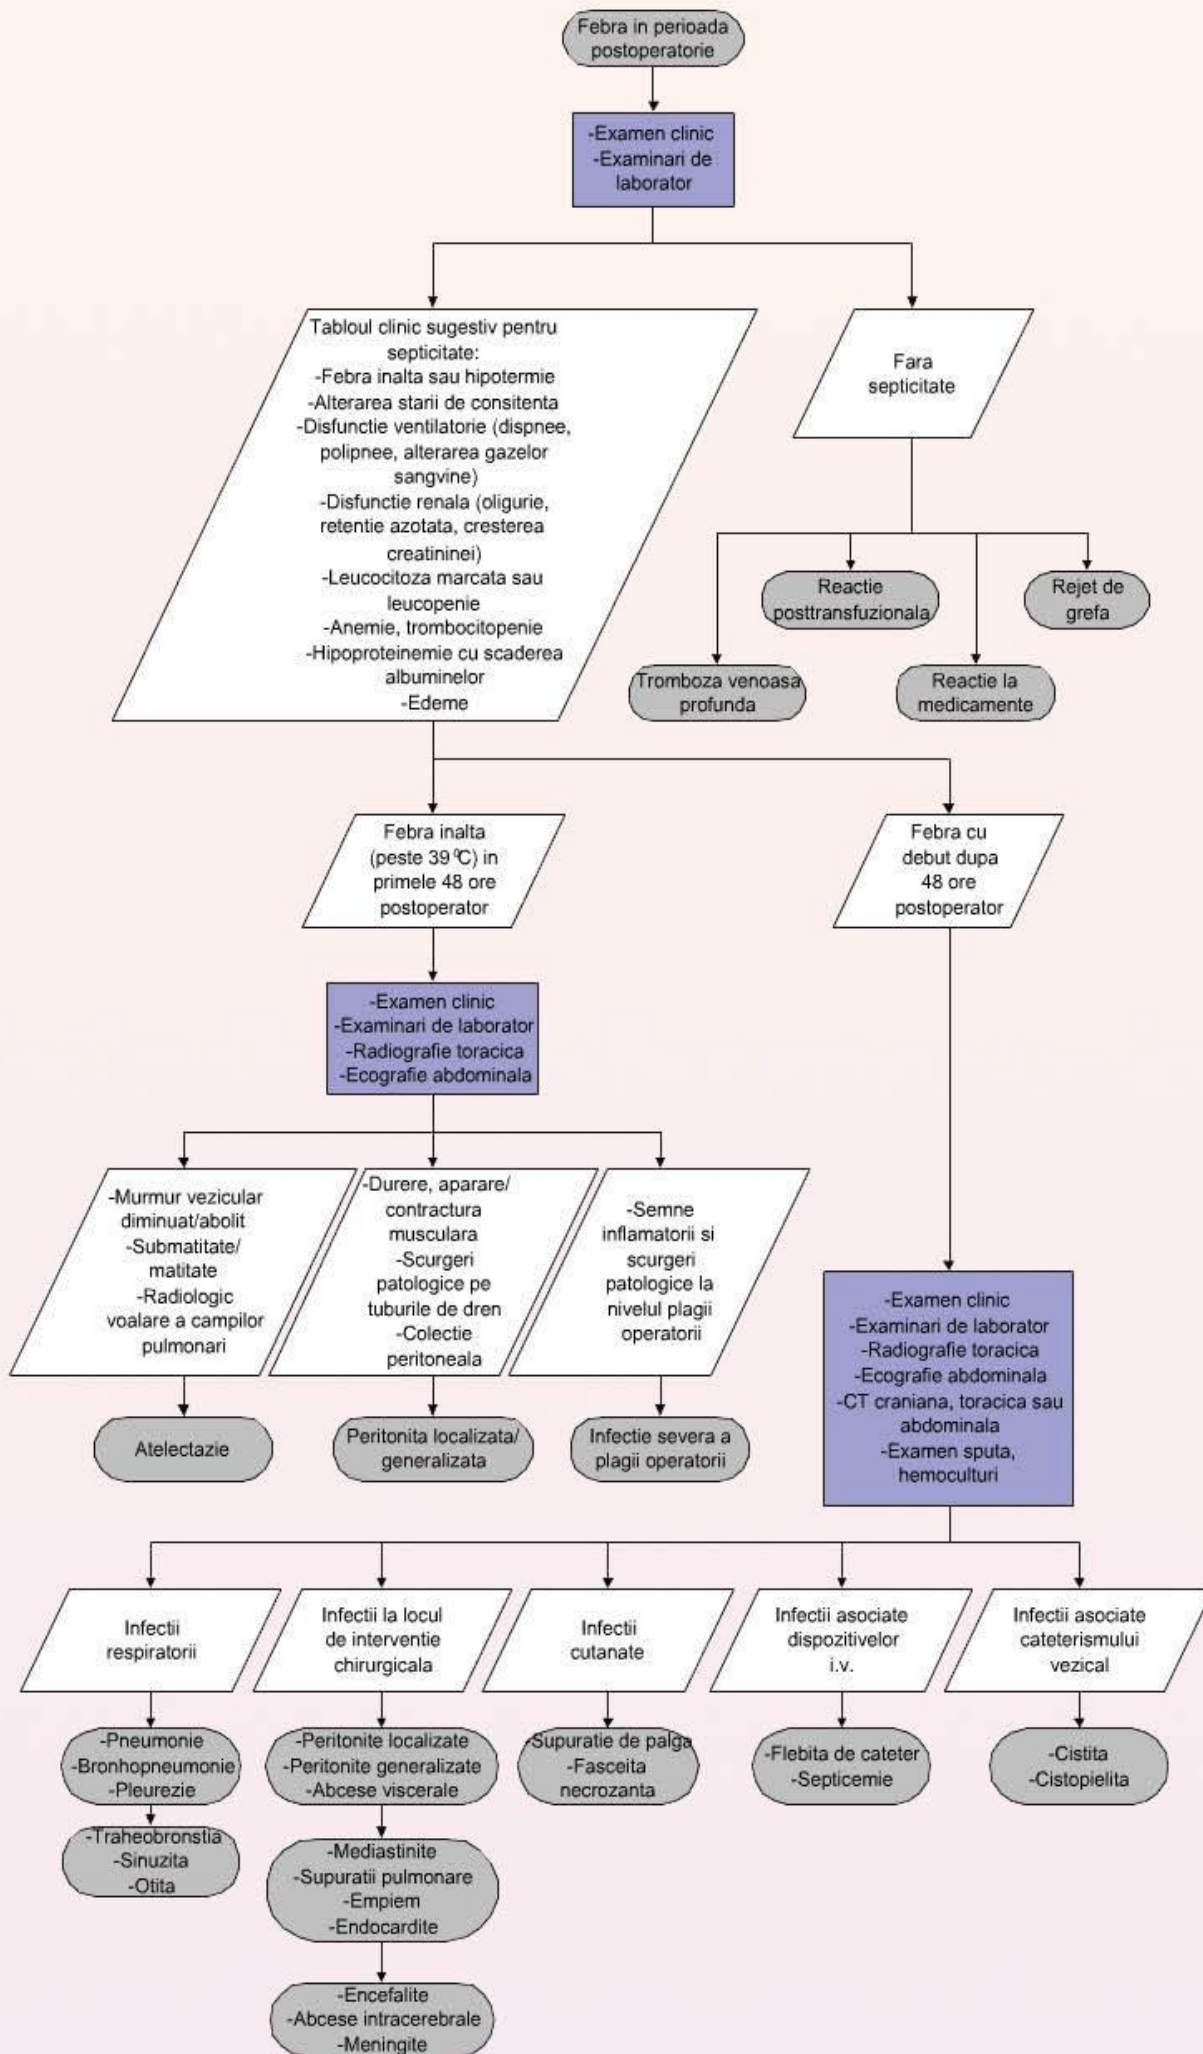 Febra in perioada
postoperatorie
-Examen clinic
-Examinari de
laborator
Tabloul clinic sugestiv pentru
septicitate:
-Febra inalta sau hipotermie
-Alterarea starii de consitenta
-Disfunctie ventilatorie (dispnee,
polipnee, alterarea gazelor
sangvine)
-Disfunctie renala (oligurie,
retentie azotata, cresterea
creatininei)
-Leucocitoza marcata sau
leucopenie
-Anemie, trombocitopenie
-Hipoproteinemie cu scaderea
albuminelor
-Edeme
Fara
septicitate
Reactie
posttransfuzionala
Rejet de
grefa
Tromboza venoasa
profunda
Reactie la
medicamente
Febra inalta
(peste 39 ⁰C) in
primele 48 ore
postoperator
Febra cu
debut dupa
48 ore
postoperator
-Examen clinic
-Examinari de laborator
-Radiografie toracica
-Ecografie abdominala
-Murmur vezicular
diminuat/abolit
-Submatitate/
matitate
-Radiologic
voalare a campilor
pulmonari
-Durere, aparare/
contractura
musculara
-Scurgeri
patologice pe
tuburile de dren
-Colectie
peritoneala
-Semne
inflamatorii si
scurgeri
patologice la
nivelul plagii
operatorii
Atelectazie
Peritonita localizata/
generalizata
Infectie severa a
plagii operatorii
-Examen clinic
-Examinari de laborator
-Radiografie toracica
-Ecografie abdominala
-CT craniana, toracica sau
abdominala
-Examen sputa,
hemoculturi
Infectii
respiratorii
Infectii la locul
de interventie
chirurgicala
Infectii
cutanate
Infectii asociate
dispozitivelor
i.v.
Infectii asociate
cateterismului
vezical
-Pneumonie
-Bronhopneumonie
-Pleurezie
-Peritonite localizate
-Peritonite generalizate
-Abcese viscerale
-Supuratie de palga
-Fasceita
necrozanta
-Flebita de cateter
-Septicemie
-Cistita
-Cistopielita
-Traheobronstia
-Sinuzita
-Otita
-Mediastinite
-Supuratii pulmonare
-Empiem
-Endocardite
-Encefalite
-Abcese intracerebrale
-Meningite